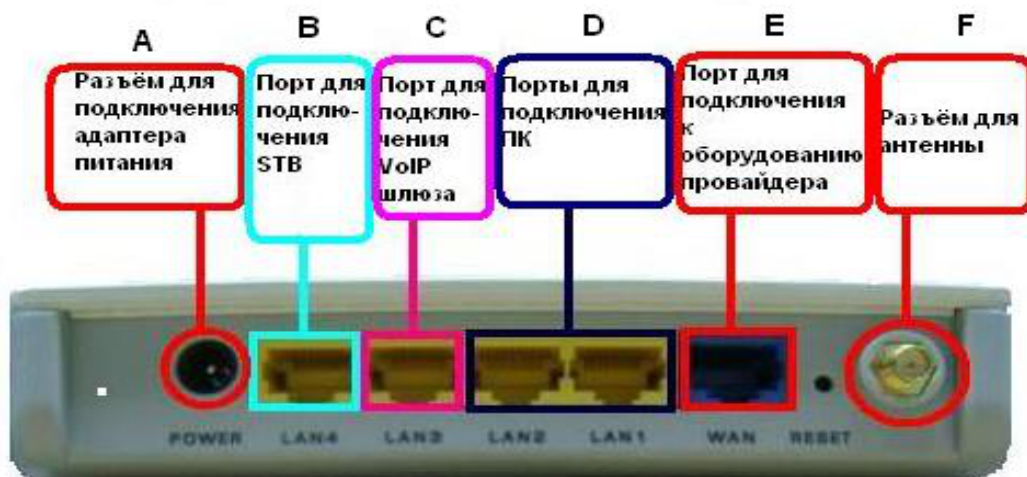 A
B
C
D
E
F
Разъём для
подключения
адаптера
питания
Порт для
подклю-
чения
STB
Порт для
подклю-
чения
VoIP
шлюза
Порты для
подключения
ПК
Порт для
подключения
к
оборудованию
провайдера
Разъём для
антенны
POWER
LAN4
LAN3
LAN2
LAN1
WAN
RESET